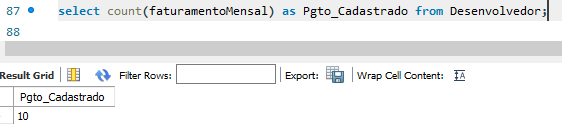 87 select count(faturamentoMensal) as Pgto_Cadastrado from Desenvolvedor;
88
Result Grid Filter Rows: Export: Wrap Cell Content: IA
Pgto_Cadastrado
10